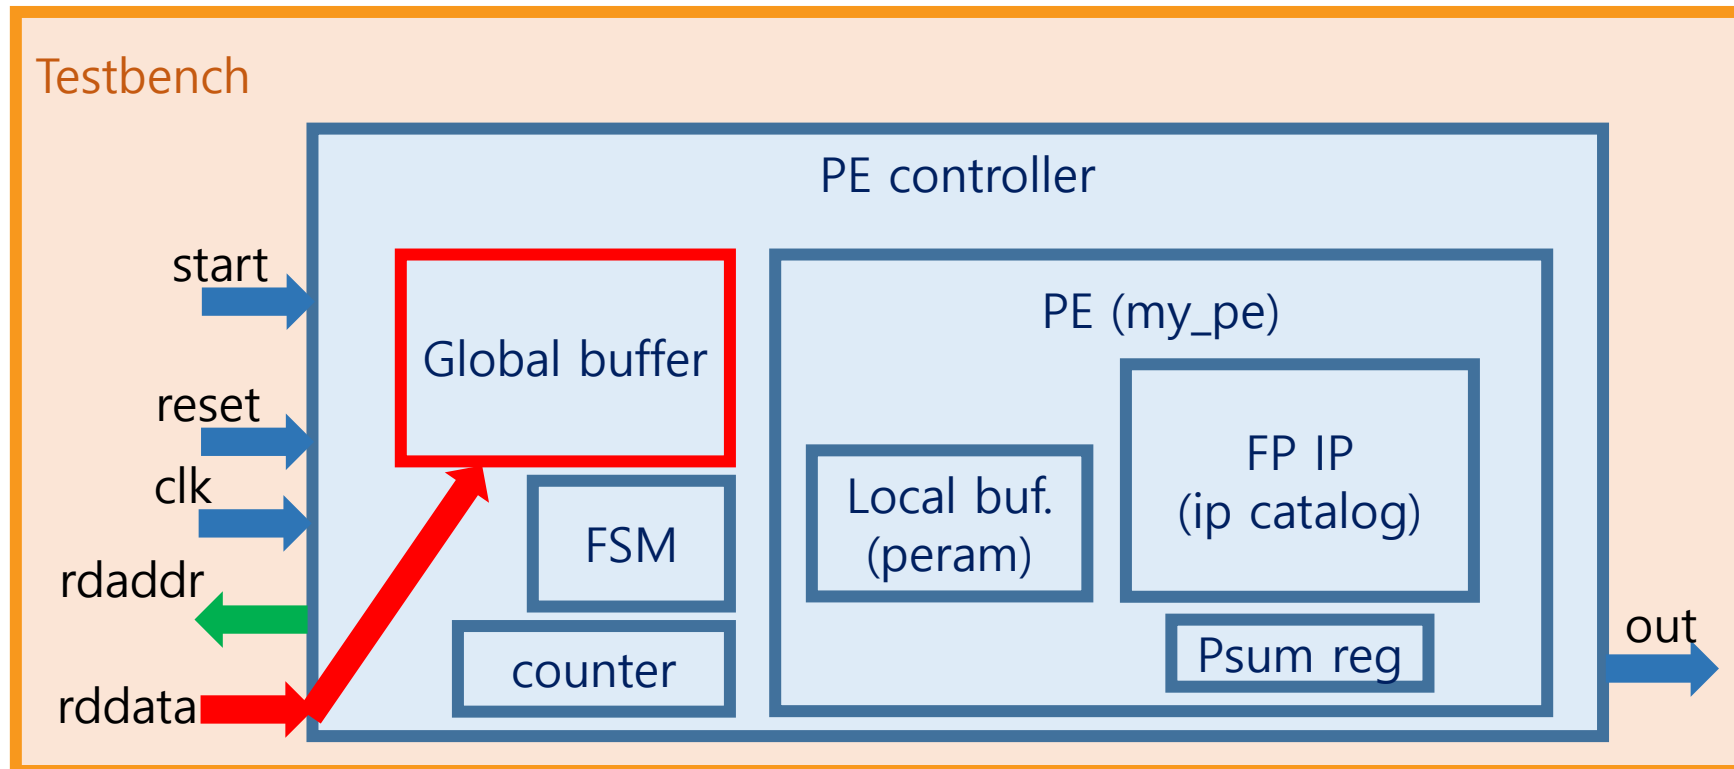 Testbench
PE controller
start
reset
clk
rdaddr
rddata
Global buffer
FSM
counter
PE (my_pe)
Local buf.
(peram)
FP IP
(ip catalog)
Psum reg
out